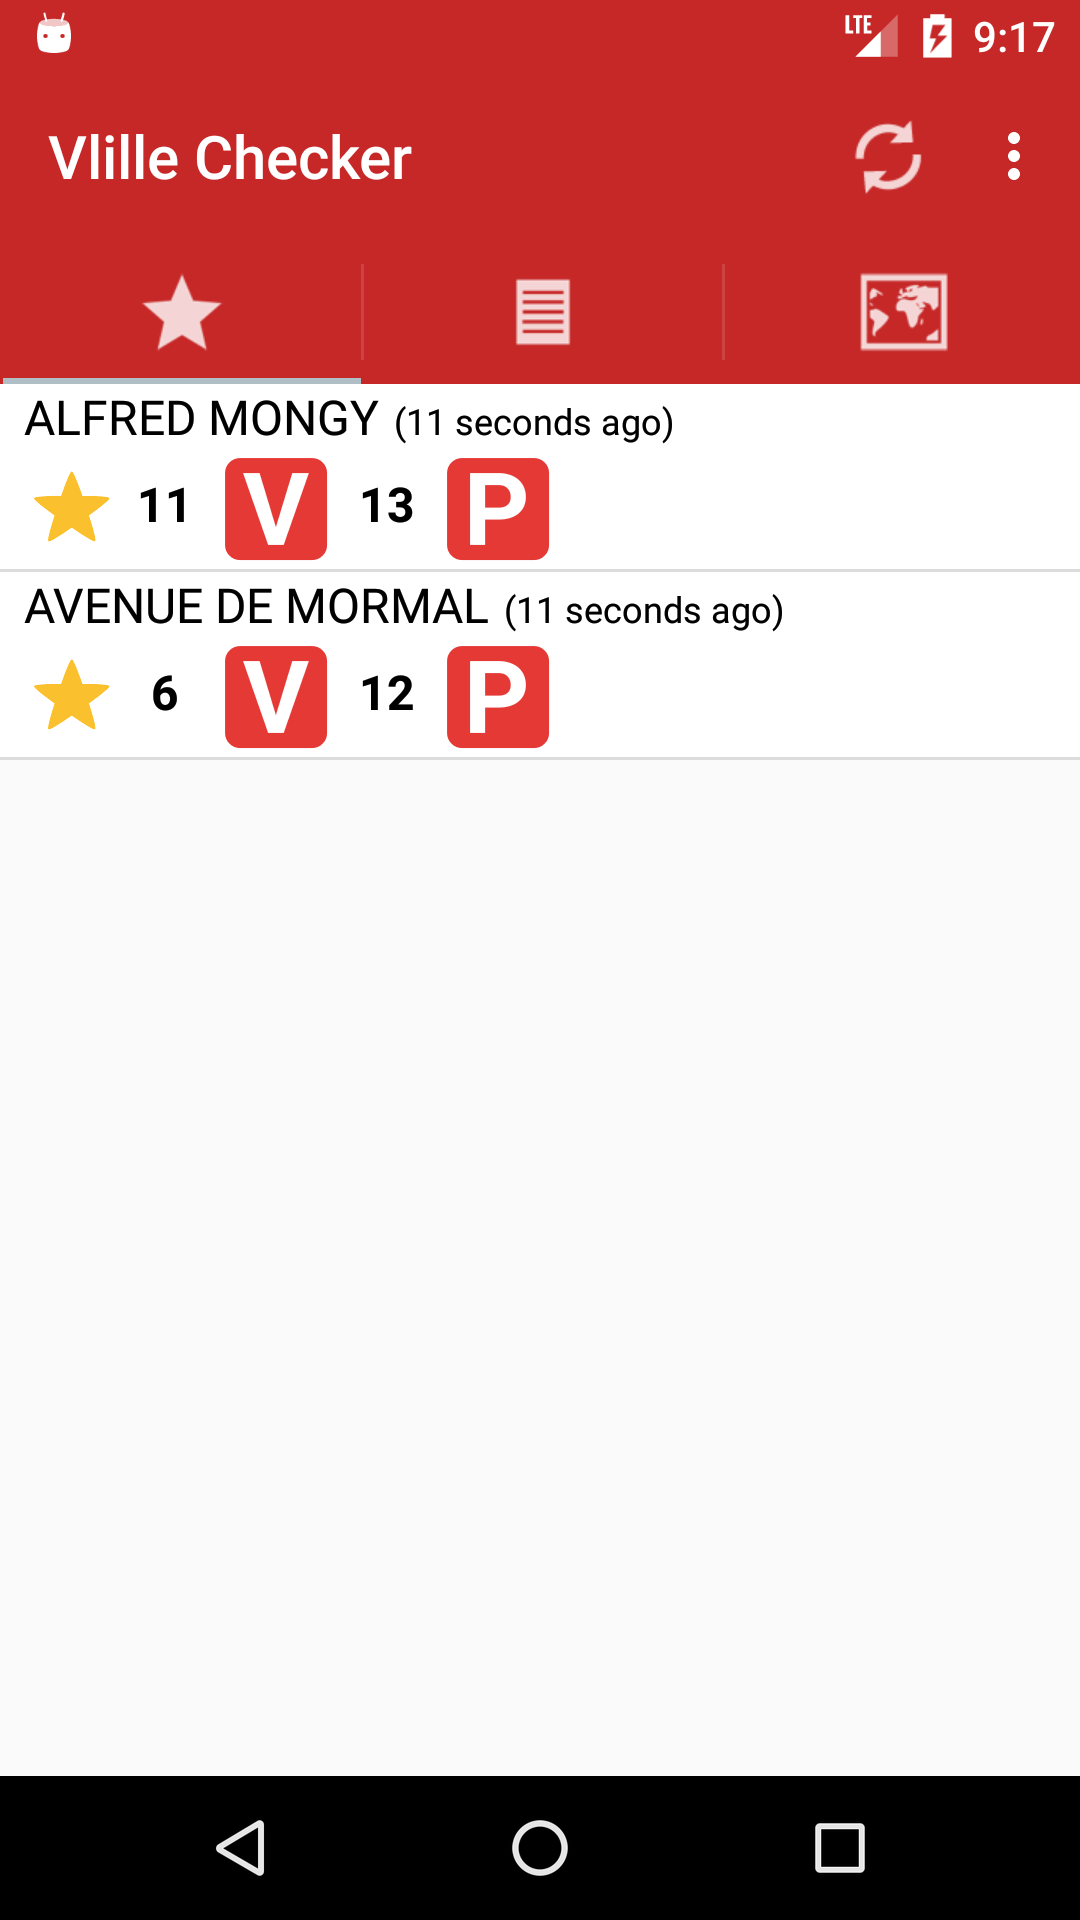 LTE 9:17
Vlille Checker
ALFRED MONGY (11 seconds ago)
11 V 13 P
AVENUE DE MORMAL (11 seconds ago)
6 V 12 P